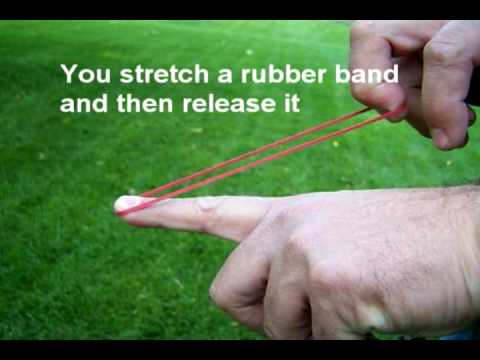 You stretch a rubber band
and then release it